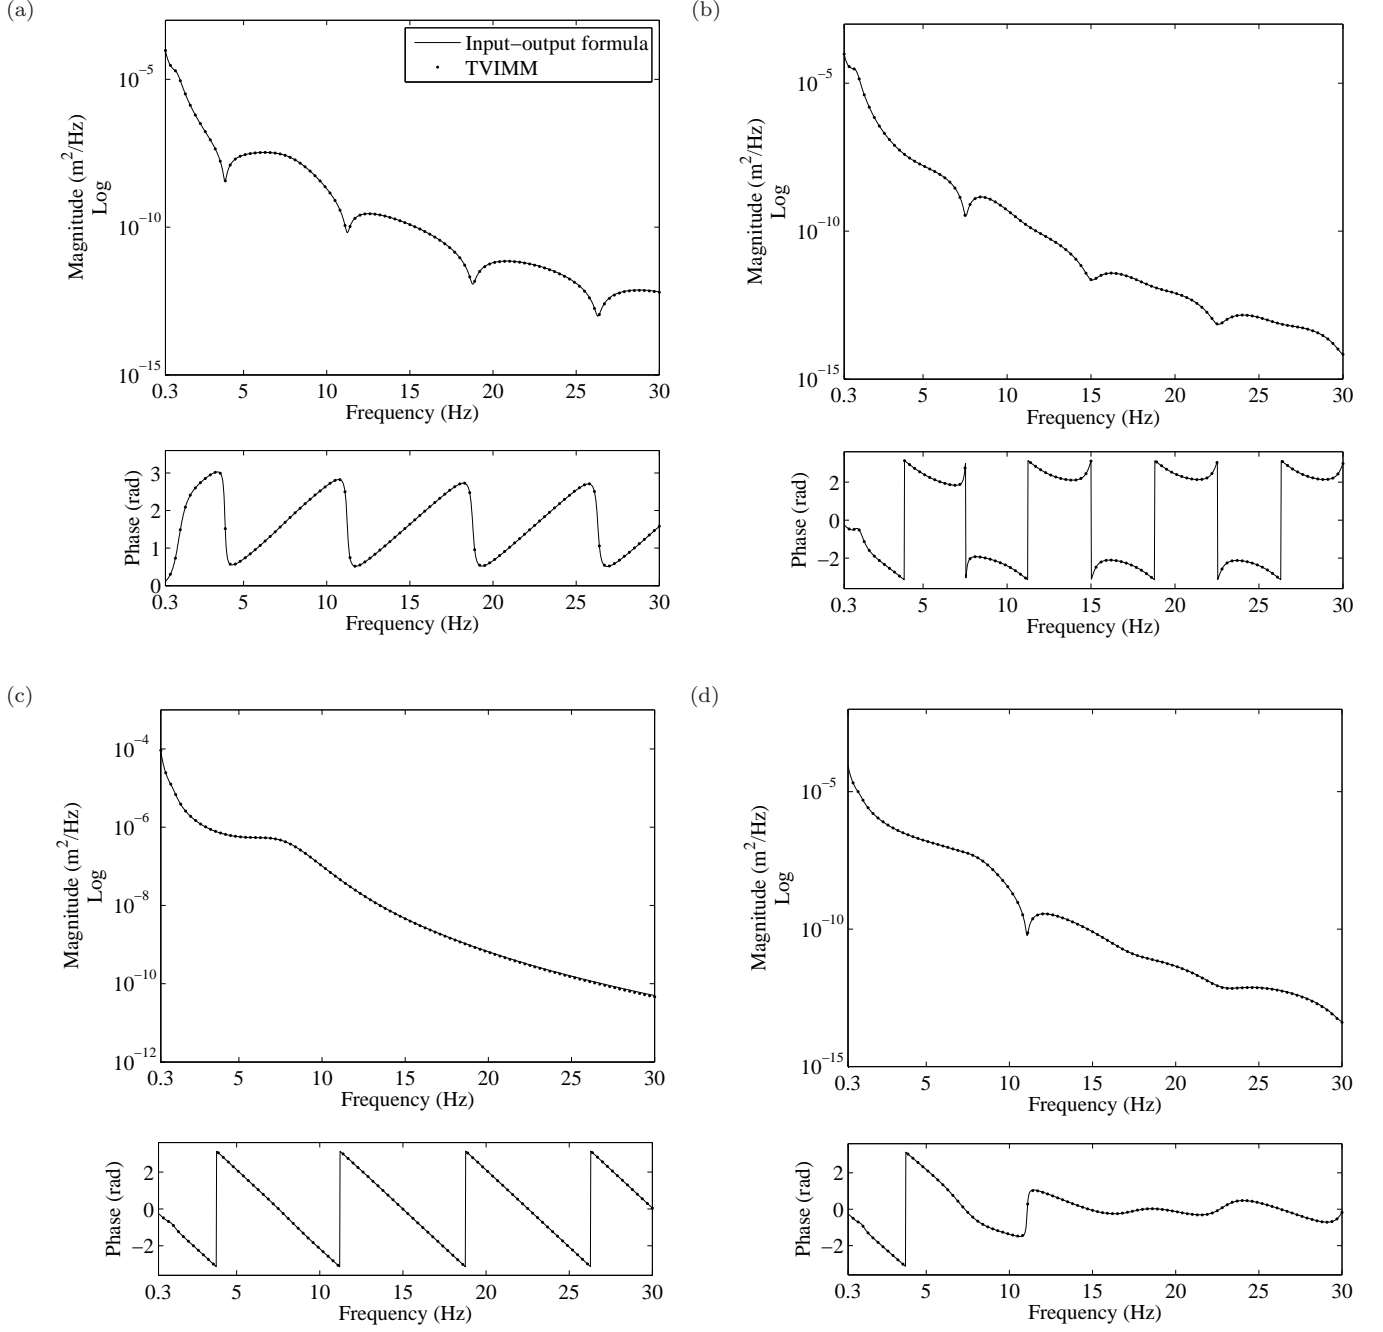 (a)
Input−output formula
TVIMM
Magnitude (m²/Hz)
Log
10⁻⁵
10⁻¹⁰
10⁻¹⁵
0.3 5 10 15 20 25 30
Frequency (Hz)
Phase (rad)
3
2
1
0
0.3 5 10 15 20 25 30
Frequency (Hz)
(b)
Magnitude (m²/Hz)
Log
10⁻⁵
10⁻¹⁰
10⁻¹⁵
0.3 5 10 15 20 25 30
Frequency (Hz)
Phase (rad)
2
0
−2
0.3 5 10 15 20 25 30
Frequency (Hz)
(c)
Magnitude (m²/Hz)
Log
10⁻⁴
10⁻⁶
10⁻⁸
10⁻¹⁰
10⁻¹²
0.3 5 10 15 20 25 30
Frequency (Hz)
Phase (rad)
2
0
−2
0.3 5 10 15 20 25 30
Frequency (Hz)
(d)
Magnitude (m²/Hz)
Log
10⁻⁵
10⁻¹⁰
10⁻¹⁵
0.3 5 10 15 20 25 30
Frequency (Hz)
Phase (rad)
2
0
−2
0.3 5 10 15 20 25 30
Frequency (Hz)